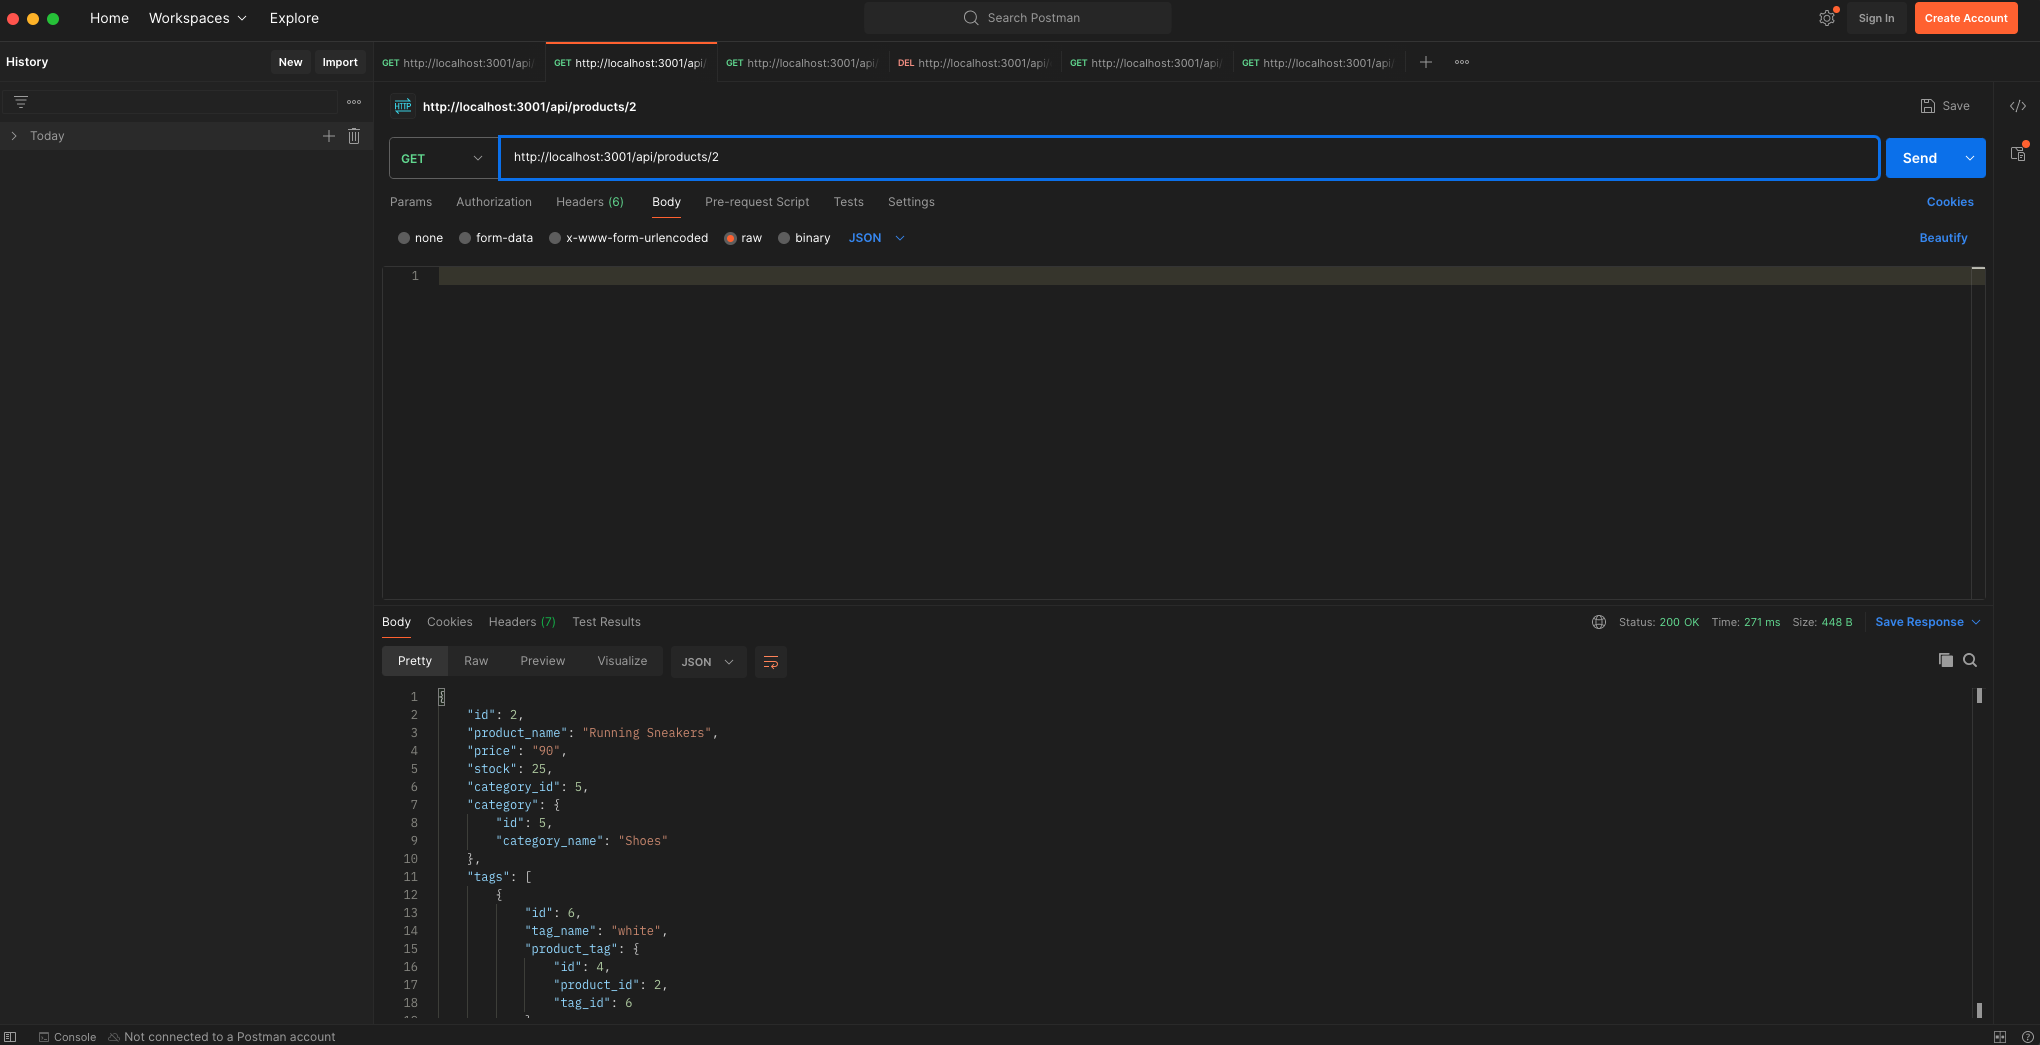 Home Workspaces Explore Search Postman Sign In Create Account
History New Import GET http://localhost:3001/api/ GET http://localhost:3001/api/ GET http://localhost:3001/api/ DEL http://localhost:3001/api/ GET http://localhost:3001/api/ GET http://localhost:3001/api/
HTTP http://localhost:3001/api/products/2 Save
Today
GET http://localhost:3001/api/products/2 Send
Params Authorization Headers (6) Body Pre-request Script Tests Settings Cookies
none form-data x-www-form-urlencoded raw binary JSON Beautify
1
Body Cookies Headers (7) Test Results Status: 200 OK Time: 271 ms Size: 448 B Save Response
Pretty Raw Preview Visualize JSON
1 {
2 "id": 2,
3 "product_name": "Running Sneakers",
4 "price": "90",
5 "stock": 25,
6 "category_id": 5,
7 "category": {
8 "id": 5,
9 "category_name": "Shoes"
10 },
11 "tags": [
12 {
13 "id": 6,
14 "tag_name": "white",
15 "product_tag": {
16 "id": 4,
17 "product_id": 2,
18 "tag_id": 6
Console Not connected to a Postman account